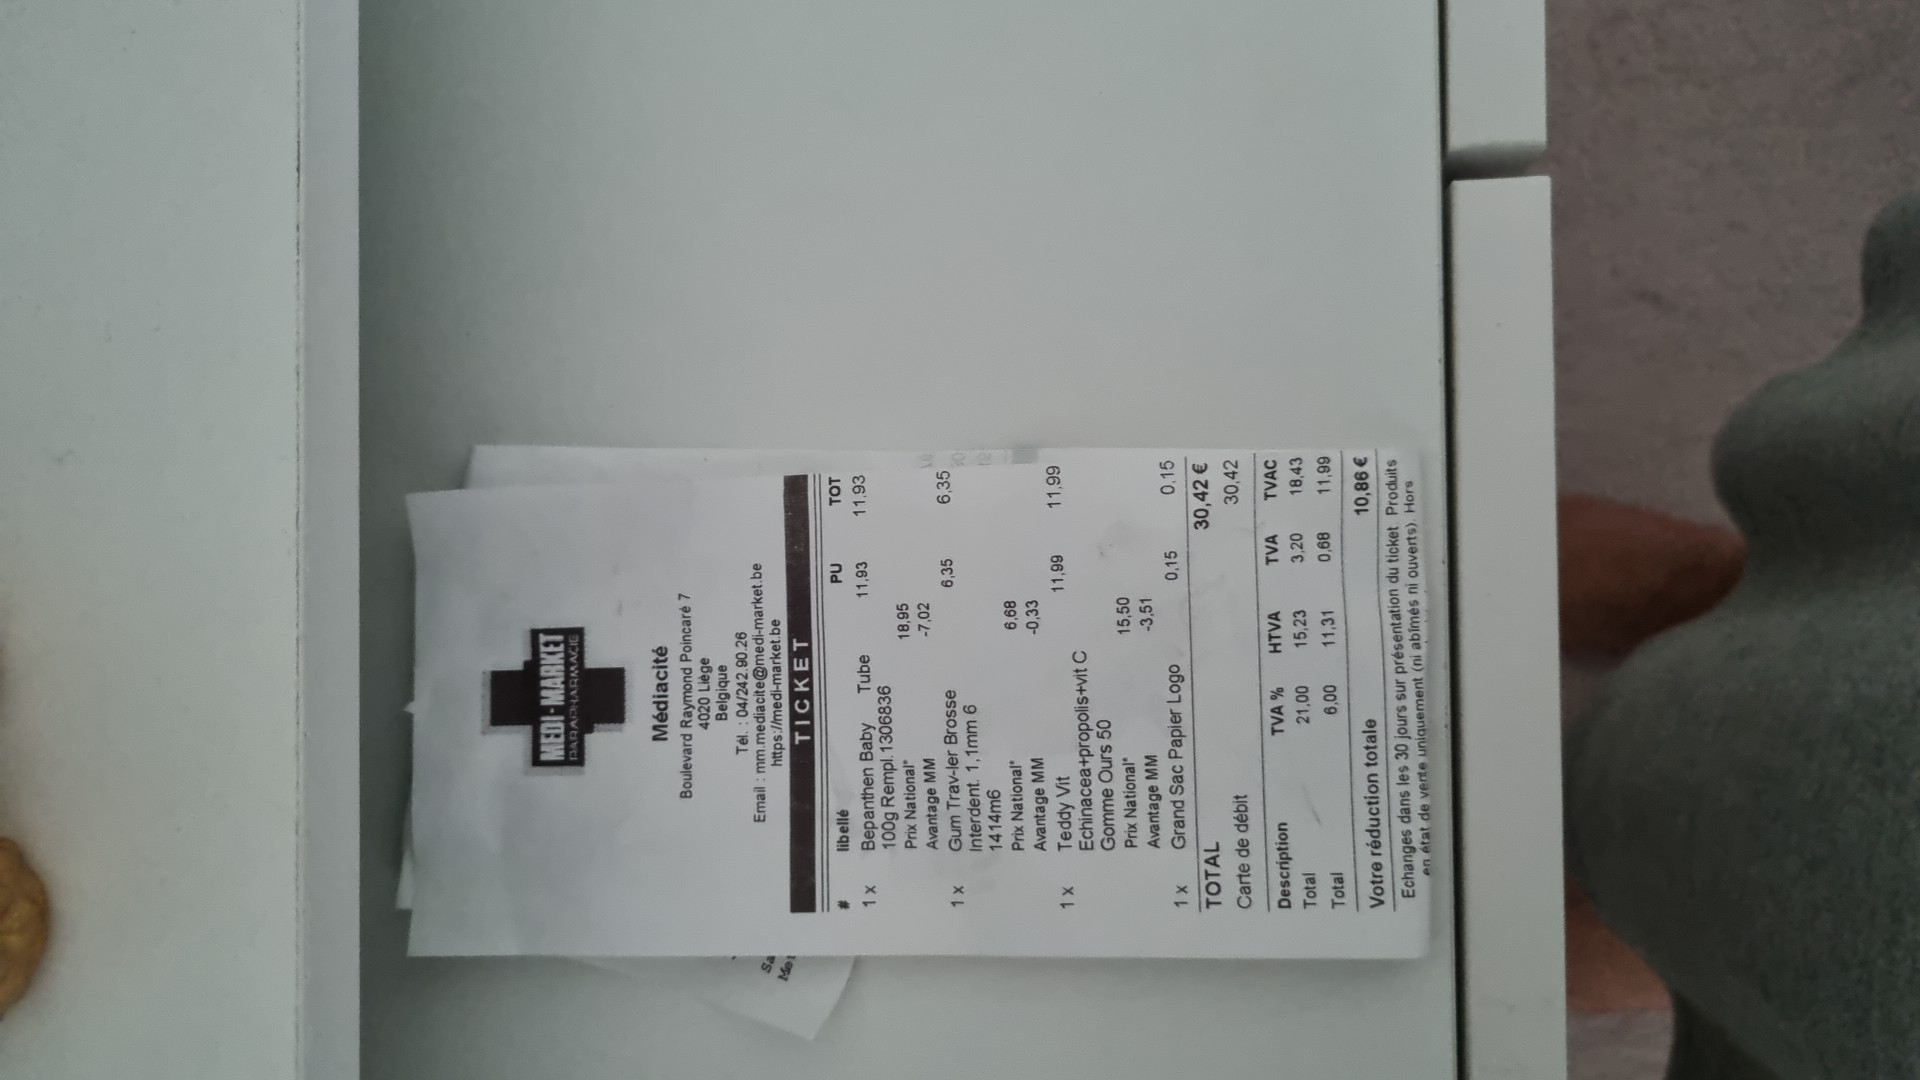 MEDI-MARKET
PARAPHARMACIE
Médiacité
Boulevard Raymond Poincaré 7
4020 Liège
Belgique
Tél. : 04/242.90.26
Email : mm.mediacite@medi-market.be
https://medi-market.be
TICKET
# libellé PU TOT
1 x Bepanthen Baby Tube 11,93 11,93
100g Rempl.1306836
Prix National* 18,95
Avantage MM -7,02
1 x Gum Trav-ler Brosse 6,35 6,35
Interdent. 1,1mm 6
1414m6
Prix National* 6,68
Avantage MM -0,33
1 x Teddy Vit 11,99 11,99
Echinacea+propolis+vit C
Gomme Ours 50
Prix National* 15,50
Avantage MM -3,51
1 x Grand Sac Papier Logo 0,15 0,15
TOTAL 30,42 €
Carte de débit 30,42
Description TVA % HTVA TVA TVAC
Total 21,00 15,23 3,20 18,43
Total 6,00 11,31 0,68 11,99
Votre réduction totale 10,86 €
Echanges dans les 30 jours sur présentation du ticket. Produits
en état de vente uniquement (ni abîmés ni ouverts). Hors